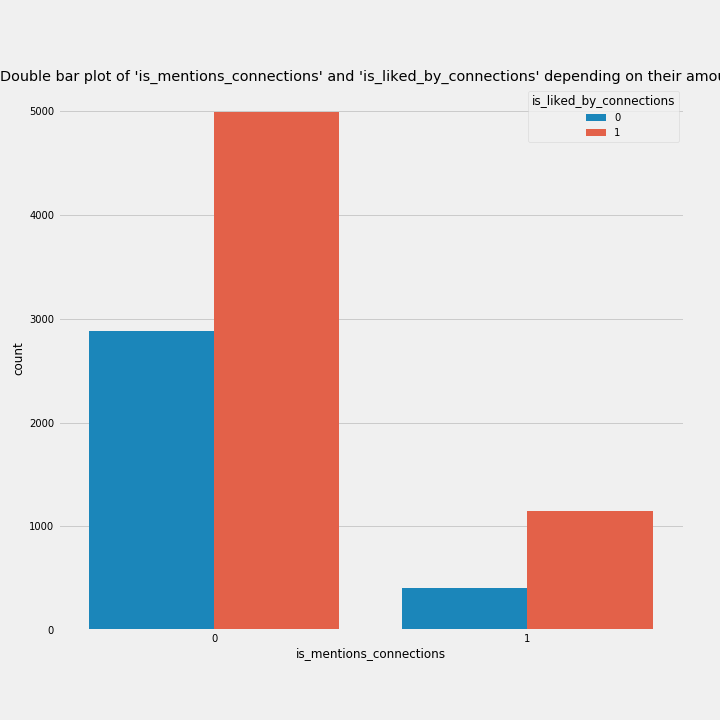 Double bar plot of 'is_mentions_connections' and 'is_liked_by_connections' depending on their amou
is_liked_by_connections
0
1
5000
4000
3000
2000
1000
0
count
0 1
is_mentions_connections